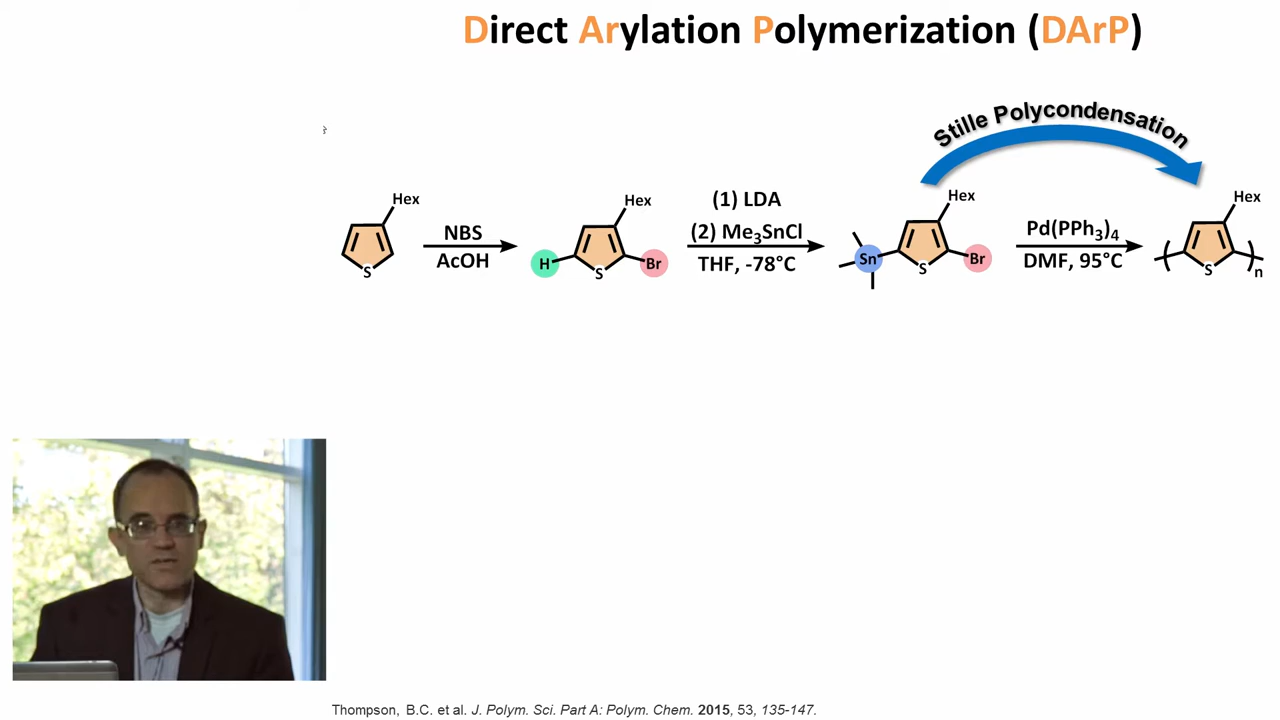 Direct Arylation Polymerization (DArP)
Stille Polycondensation
Hex
S
NBS
AcOH
Hex
H
S
Br
(1) LDA
(2) Me₃SnCl
THF, -78°C
Hex
Sn
S
Br
Pd(PPh₃)₄
DMF, 95°C
Hex
S
n
Thompson, B.C. et al. J. Polym. Sci. Part A: Polym. Chem. 2015, 53, 135-147.